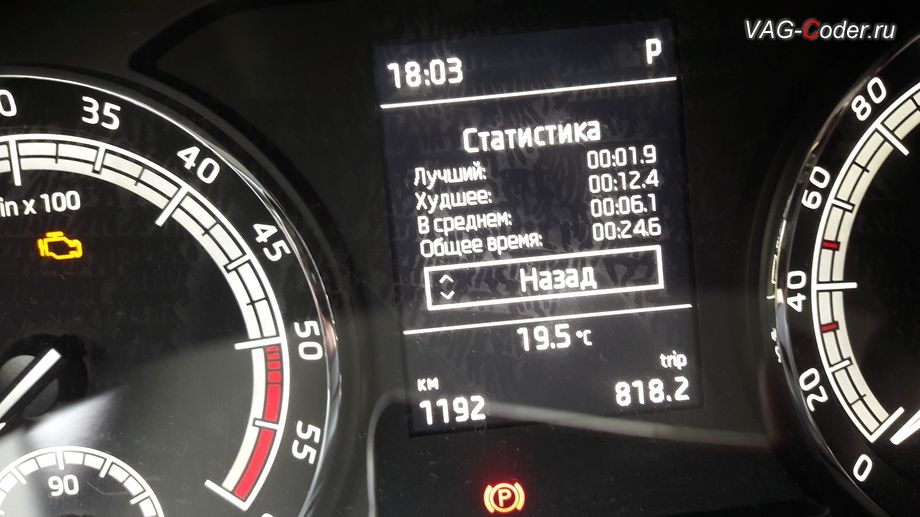 VAG-Coder.ru
18:03 P
Статистика
Лучший: 00:01.9
Худшее: 00:12.4
В среднем: 00:06.1
Общее время: 00:24.6
Назад
19.5 °C
км trip
1192 818.2
35
40
45
50
55
in x 100
90
80
60
40
20
0
P